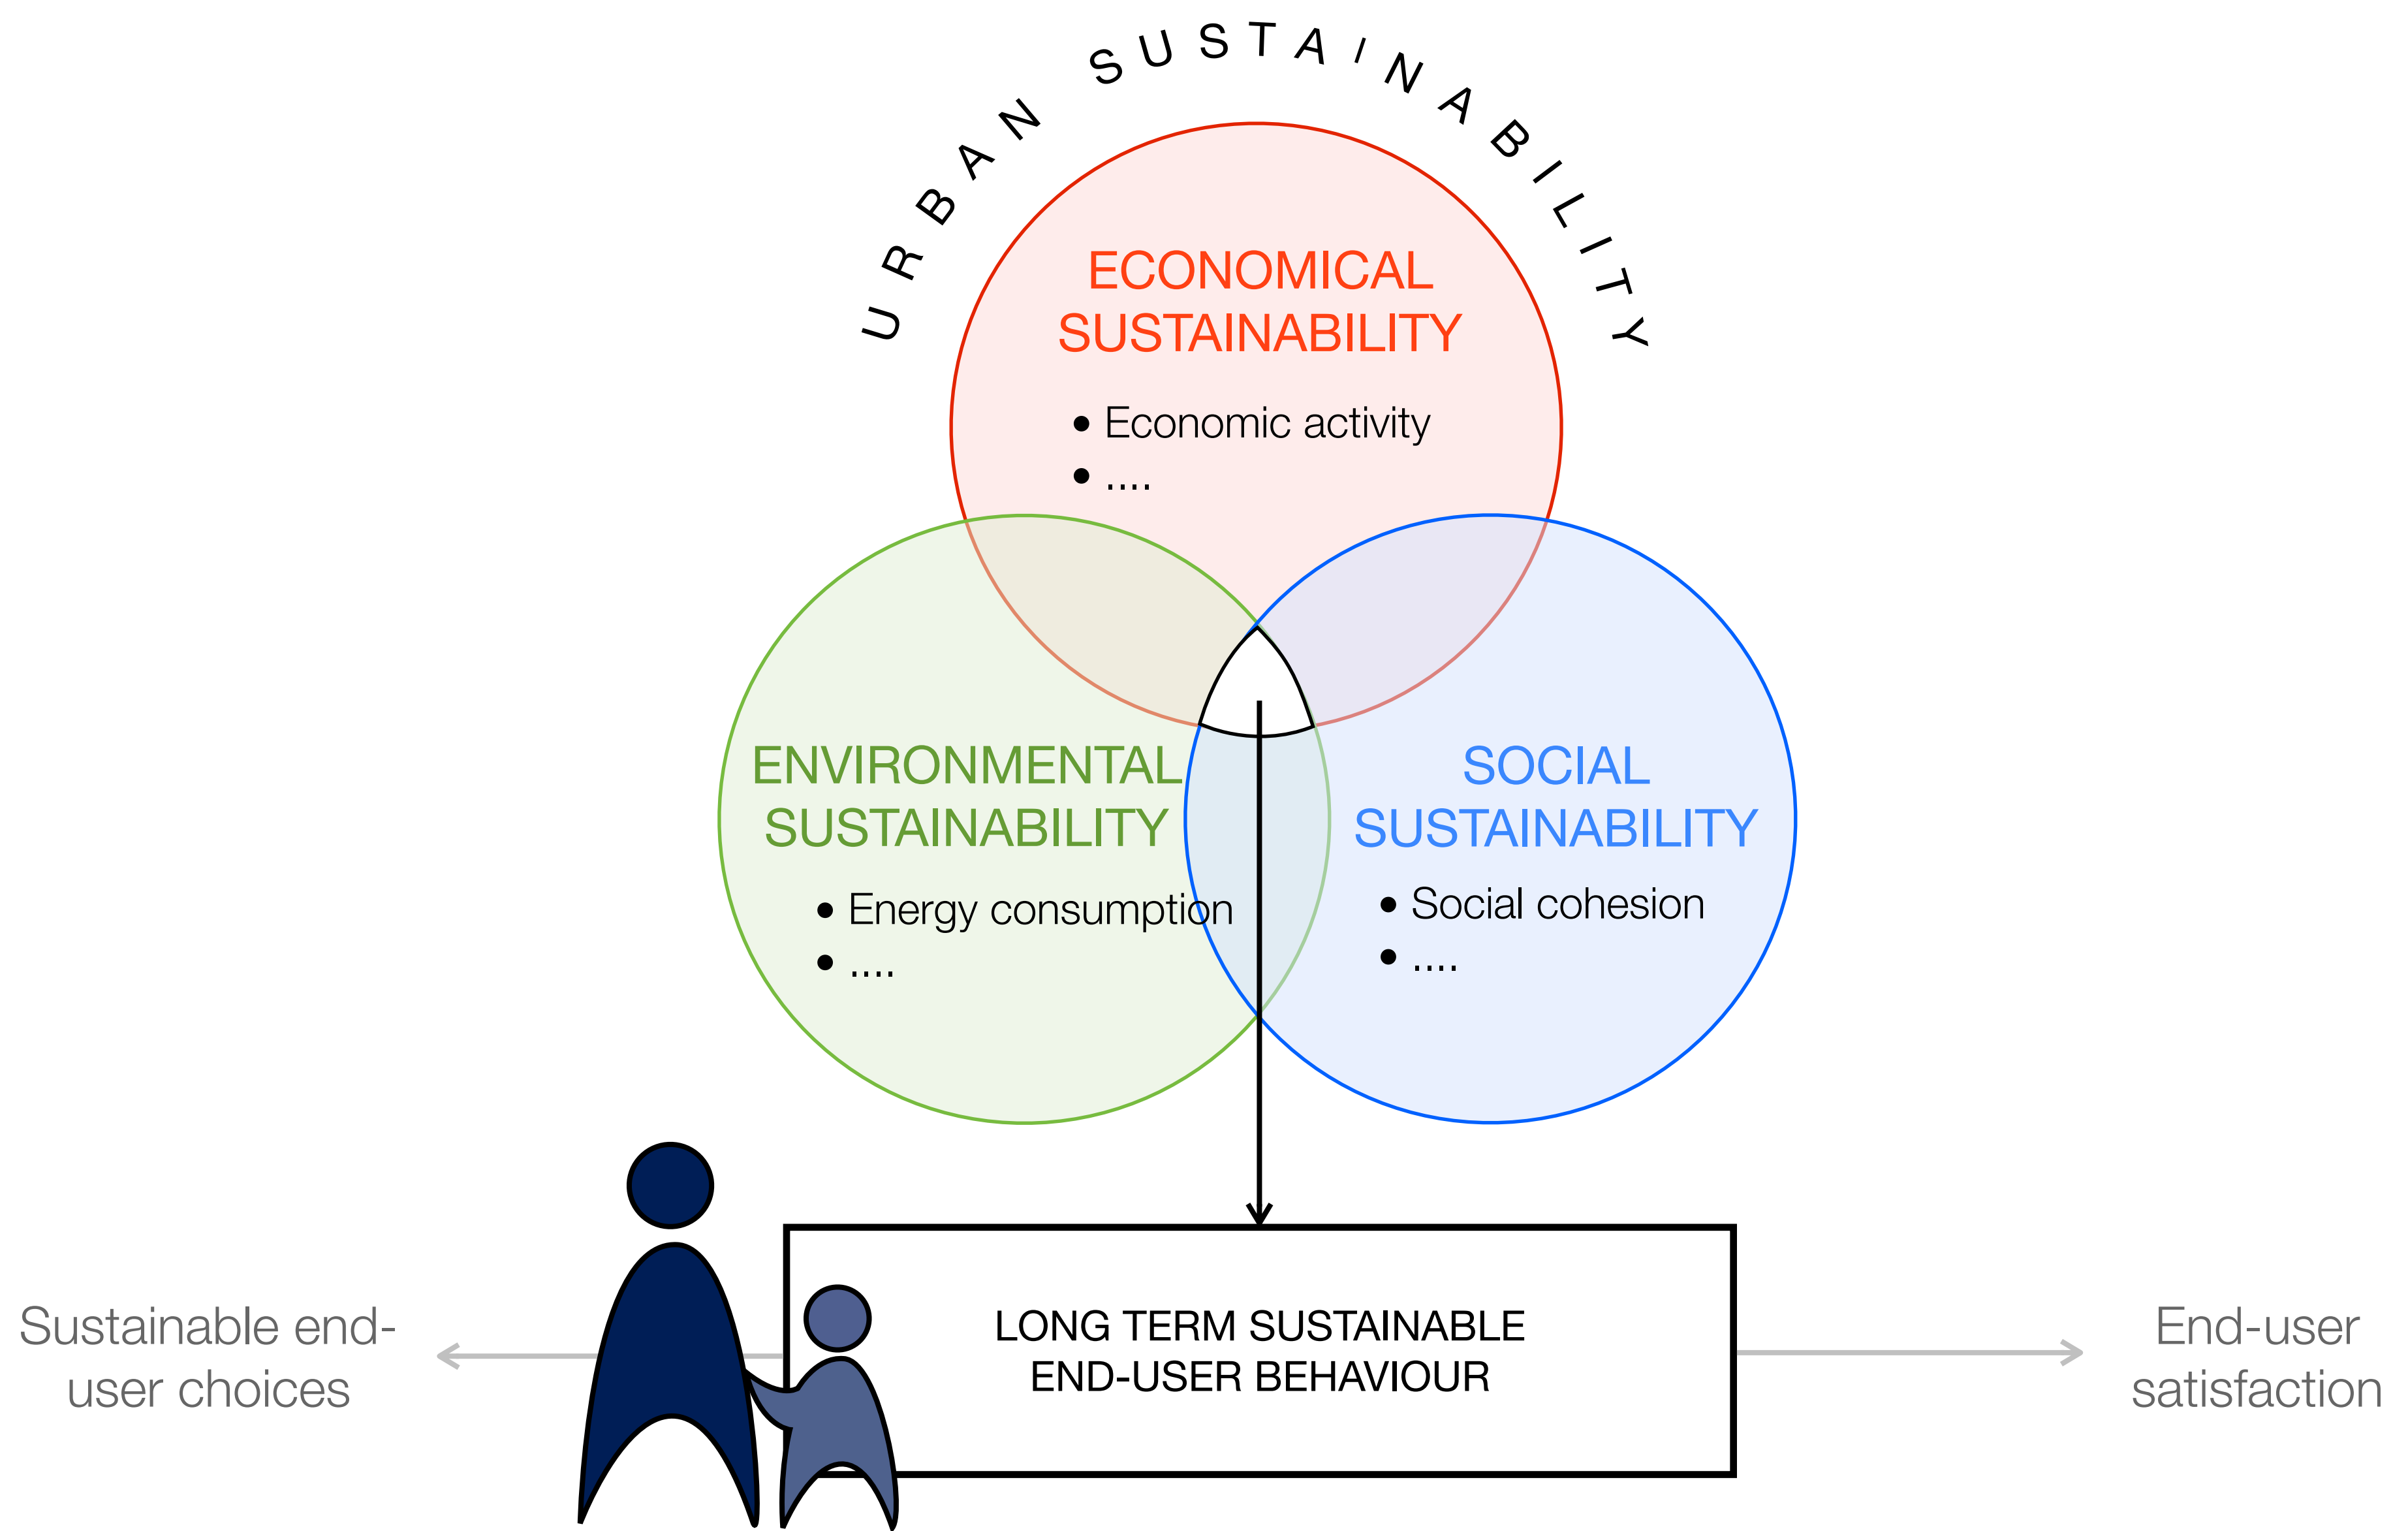 URBAN SUSTAINABILITY
ECONOMICAL
SUSTAINABILITY
• Economic activity
• ....
ENVIRONMENTAL
SUSTAINABILITY
• Energy consumption
• ....
SOCIAL
SUSTAINABILITY
• Social cohesion
• ....
Sustainable end-
user choices
LONG TERM SUSTAINABLE
END-USER BEHAVIOUR
End-user
satisfaction